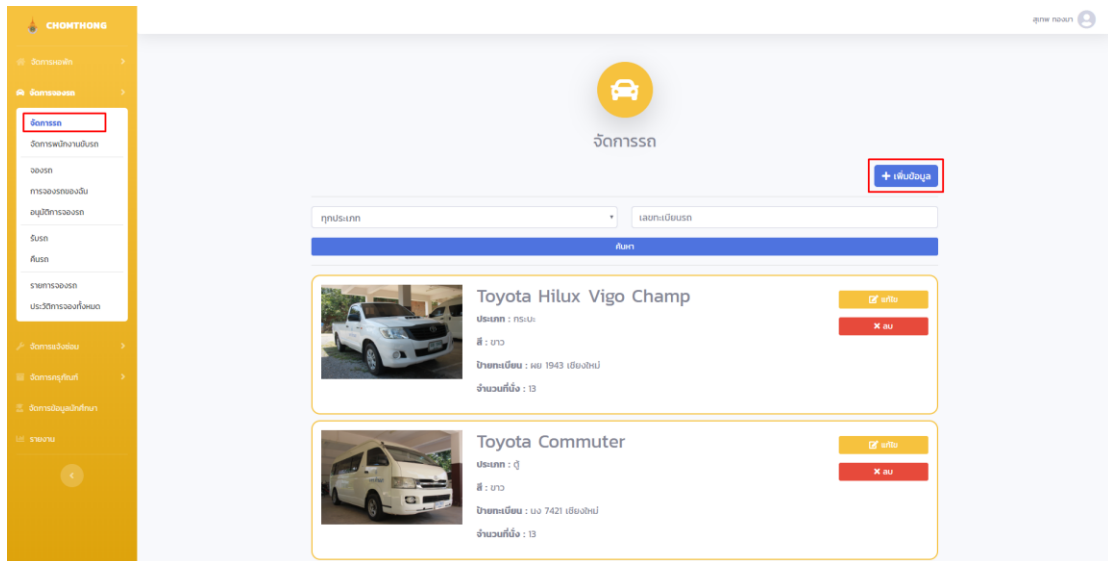 CHOMTHONG
สุเทพ กองมา
จัดการหอพัก
จัดการจองรถ
จัดการรถ
จัดการพนักงานขับรถ
จองรถ
การจองรถของฉัน
อนุมัติการจองรถ
รับรถ
คืนรถ
รายการจองรถ
ประวัติการจองทั้งหมด
จัดการแจ้งซ่อม
จัดการครุภัณฑ์
จัดการข้อมูลนักศึกษา
รายงาน
จัดการรถ
เพิ่มข้อมูล
ทุกประเภท
เลขทะเบียนรถ
ค้นหา
Toyota Hilux Vigo Champ
ประเภท : กระบะ
สี : ขาว
ป้ายทะเบียน : ผย 1943 เชียงใหม่
จำนวนที่นั่ง : 13
แก้ไข
ลบ
Toyota Commuter
ประเภท : ตู้
สี : ขาว
ป้ายทะเบียน : นง 7421 เชียงใหม่
จำนวนที่นั่ง : 13
แก้ไข
ลบ